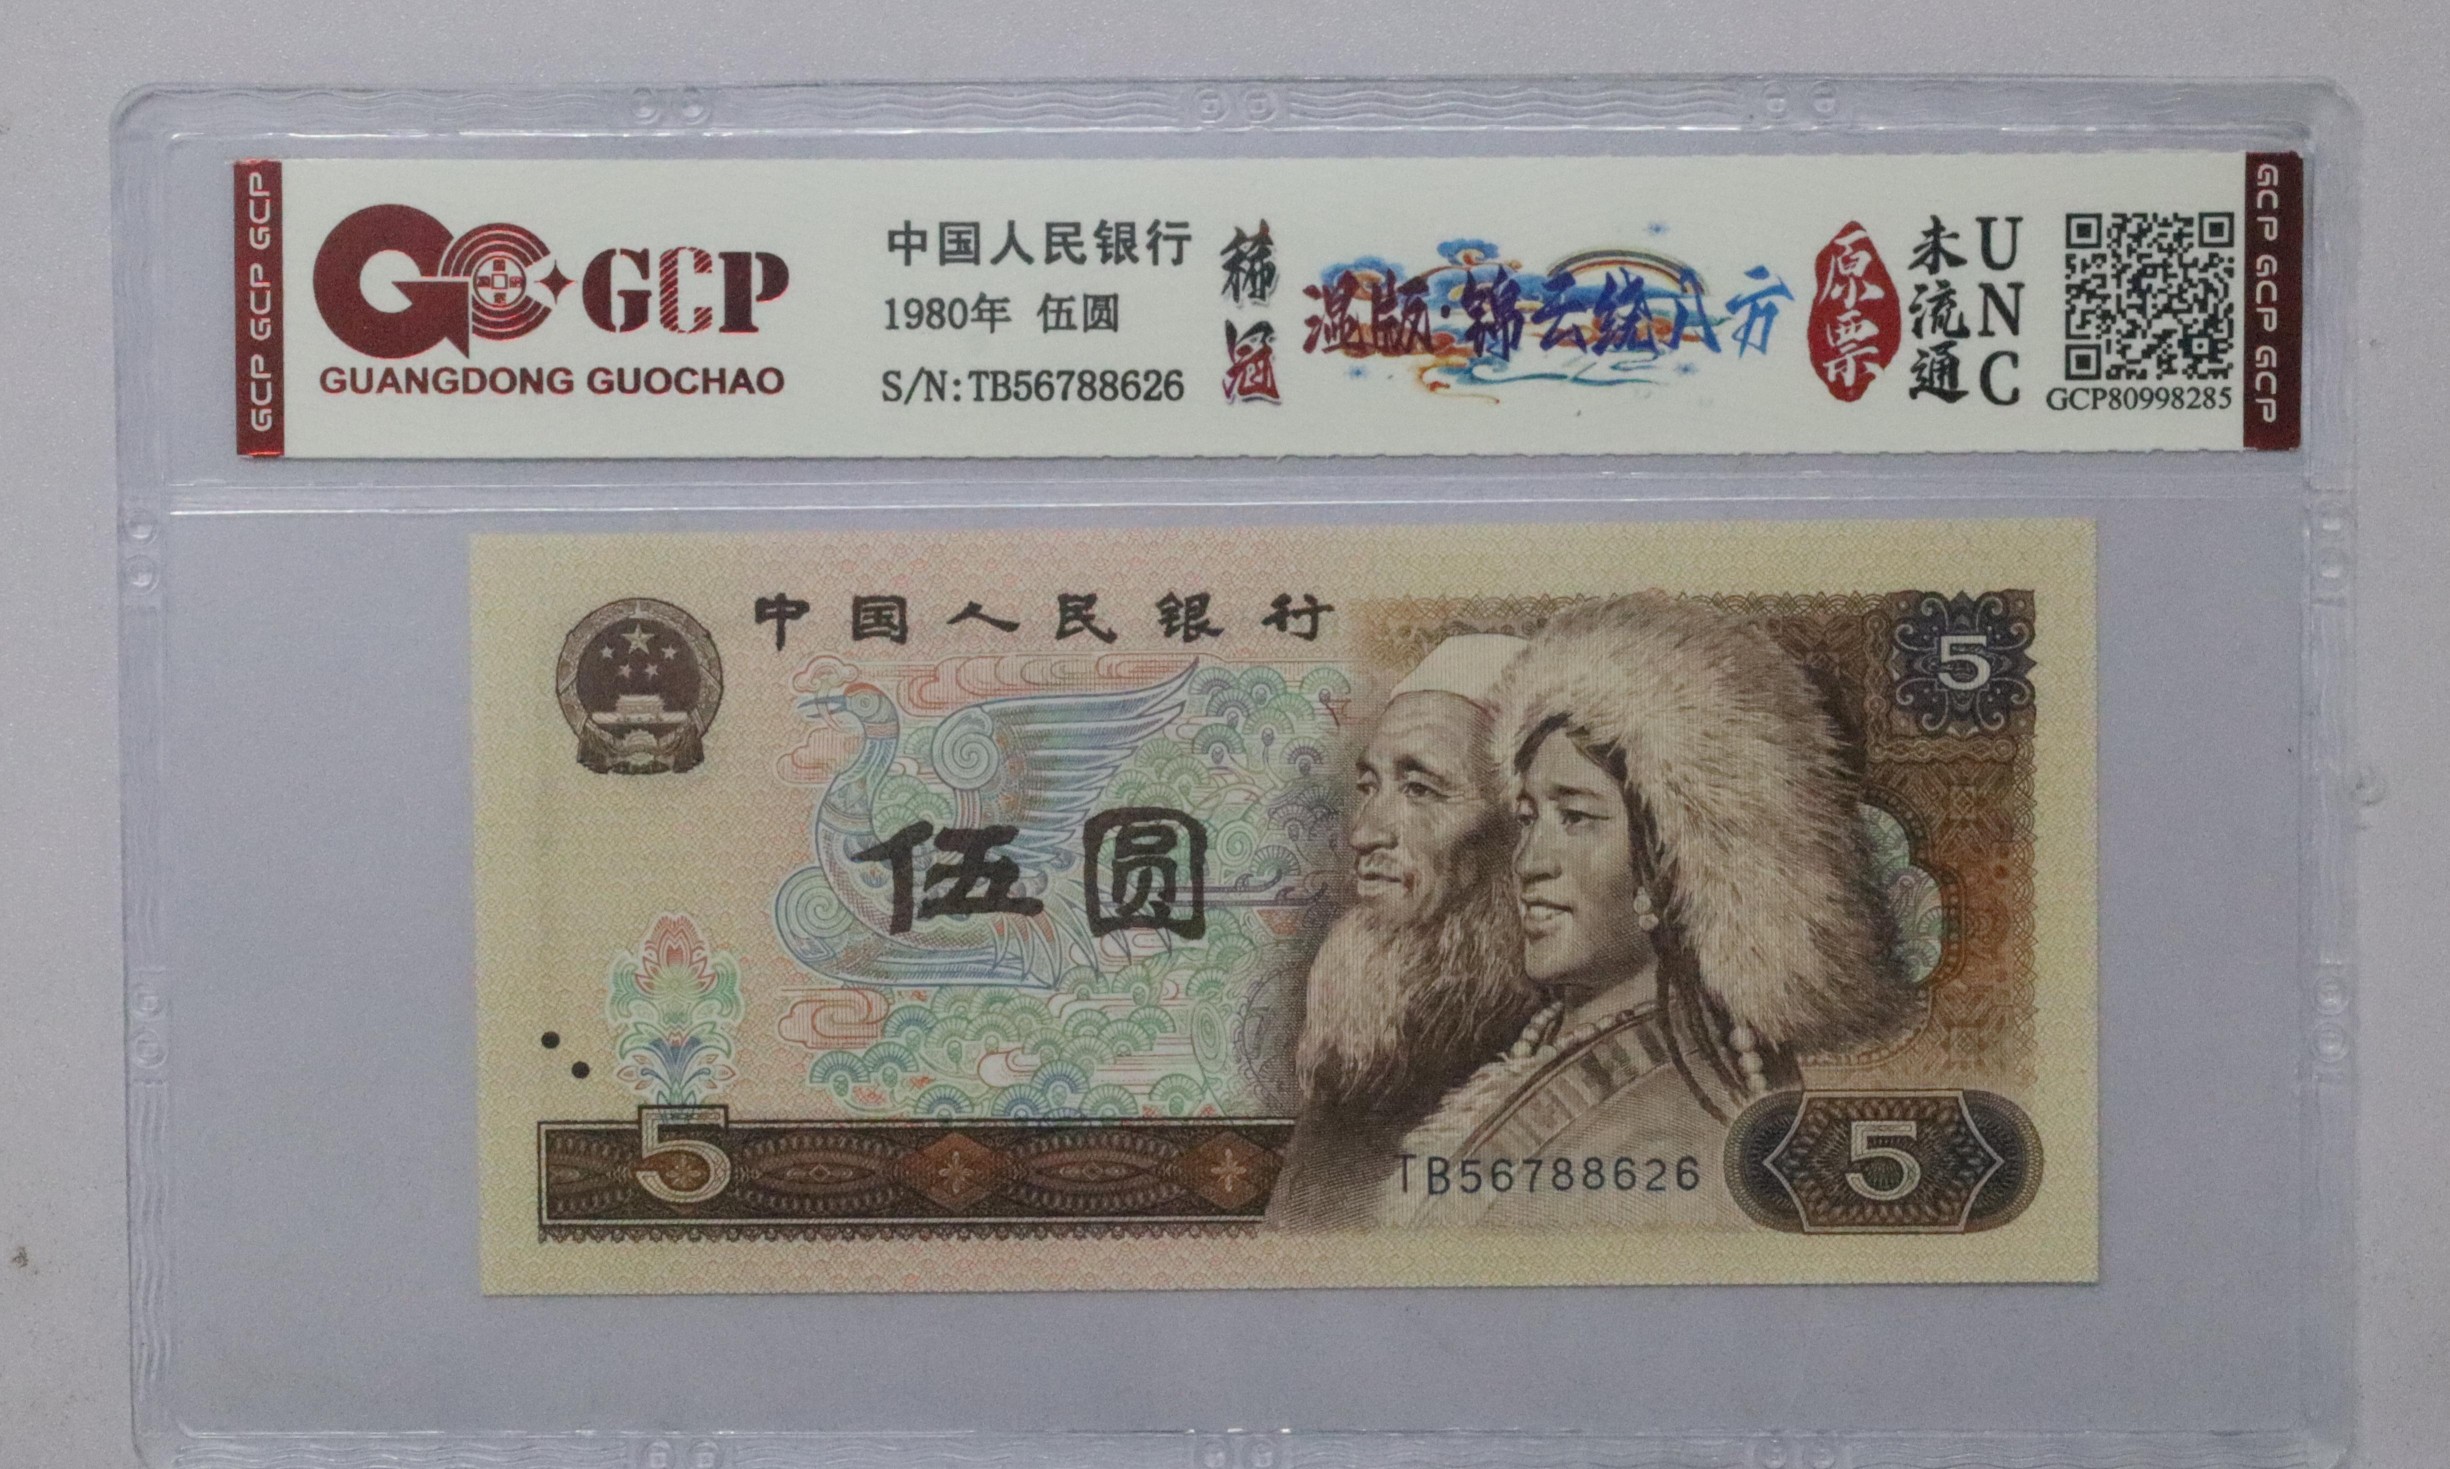 GCP GCP GCP
GCP
GUANGDONG GUOCHAO
中国人民银行
1980年 伍圆
S/N:TB56788626
稀冠
温版·锦云绕八方
原票
未流通
UNC
GCP80998285
GCP GCP GCP
中国人民银行
5
伍圆
5
TB56788626
5